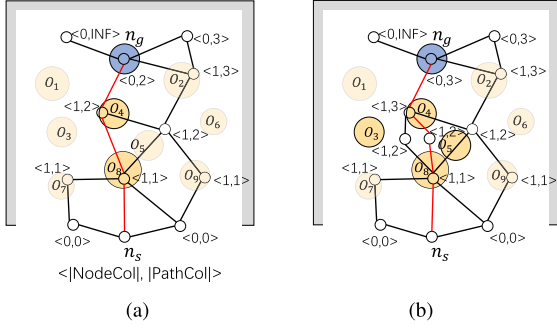 <0,INF> n_g <0,3>
<0,2> <1,3>
O_1 O_2
<1,2> O_4
O_3 O_6
O_5 <1,2>
<1,1> O_8 <1,1> <1,1>
O_7 O_9
<0,0> <0,0>
n_s
<|NodeCol|, |PathCol|>
(a)
<0,INF> n_g <0,3>
<0,3> <1,3>
O_1 O_2
<1,3> O_4
O_3 O_6
<1,2> <1,2>
<1,2> O_5
<1,1> O_8 <1,1> <1,1>
O_7 O_9
<0,0> <0,0>
n_s
(b)